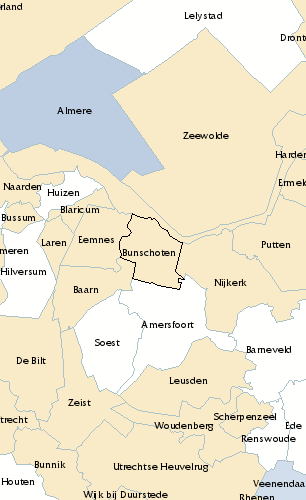 rland
Lelystad
Dront
Almere
Zeewolde
Harder
Ermel
Naarden
Huizen
Bussum
Blaricum
Laren
Eemnes
Putten
meren
Bunschoten
Hilversum
Baarn
Nijkerk
Amersfoort
Soest
Barneveld
De Bilt
Leusden
Zeist
Scherpenzeel
trecht
Woudenberg
Ede
Renswoude
Bunnik
Utrechtse Heuvelrug
Houten
Veenendaa
Wijk bij Duurstede
Rhenen